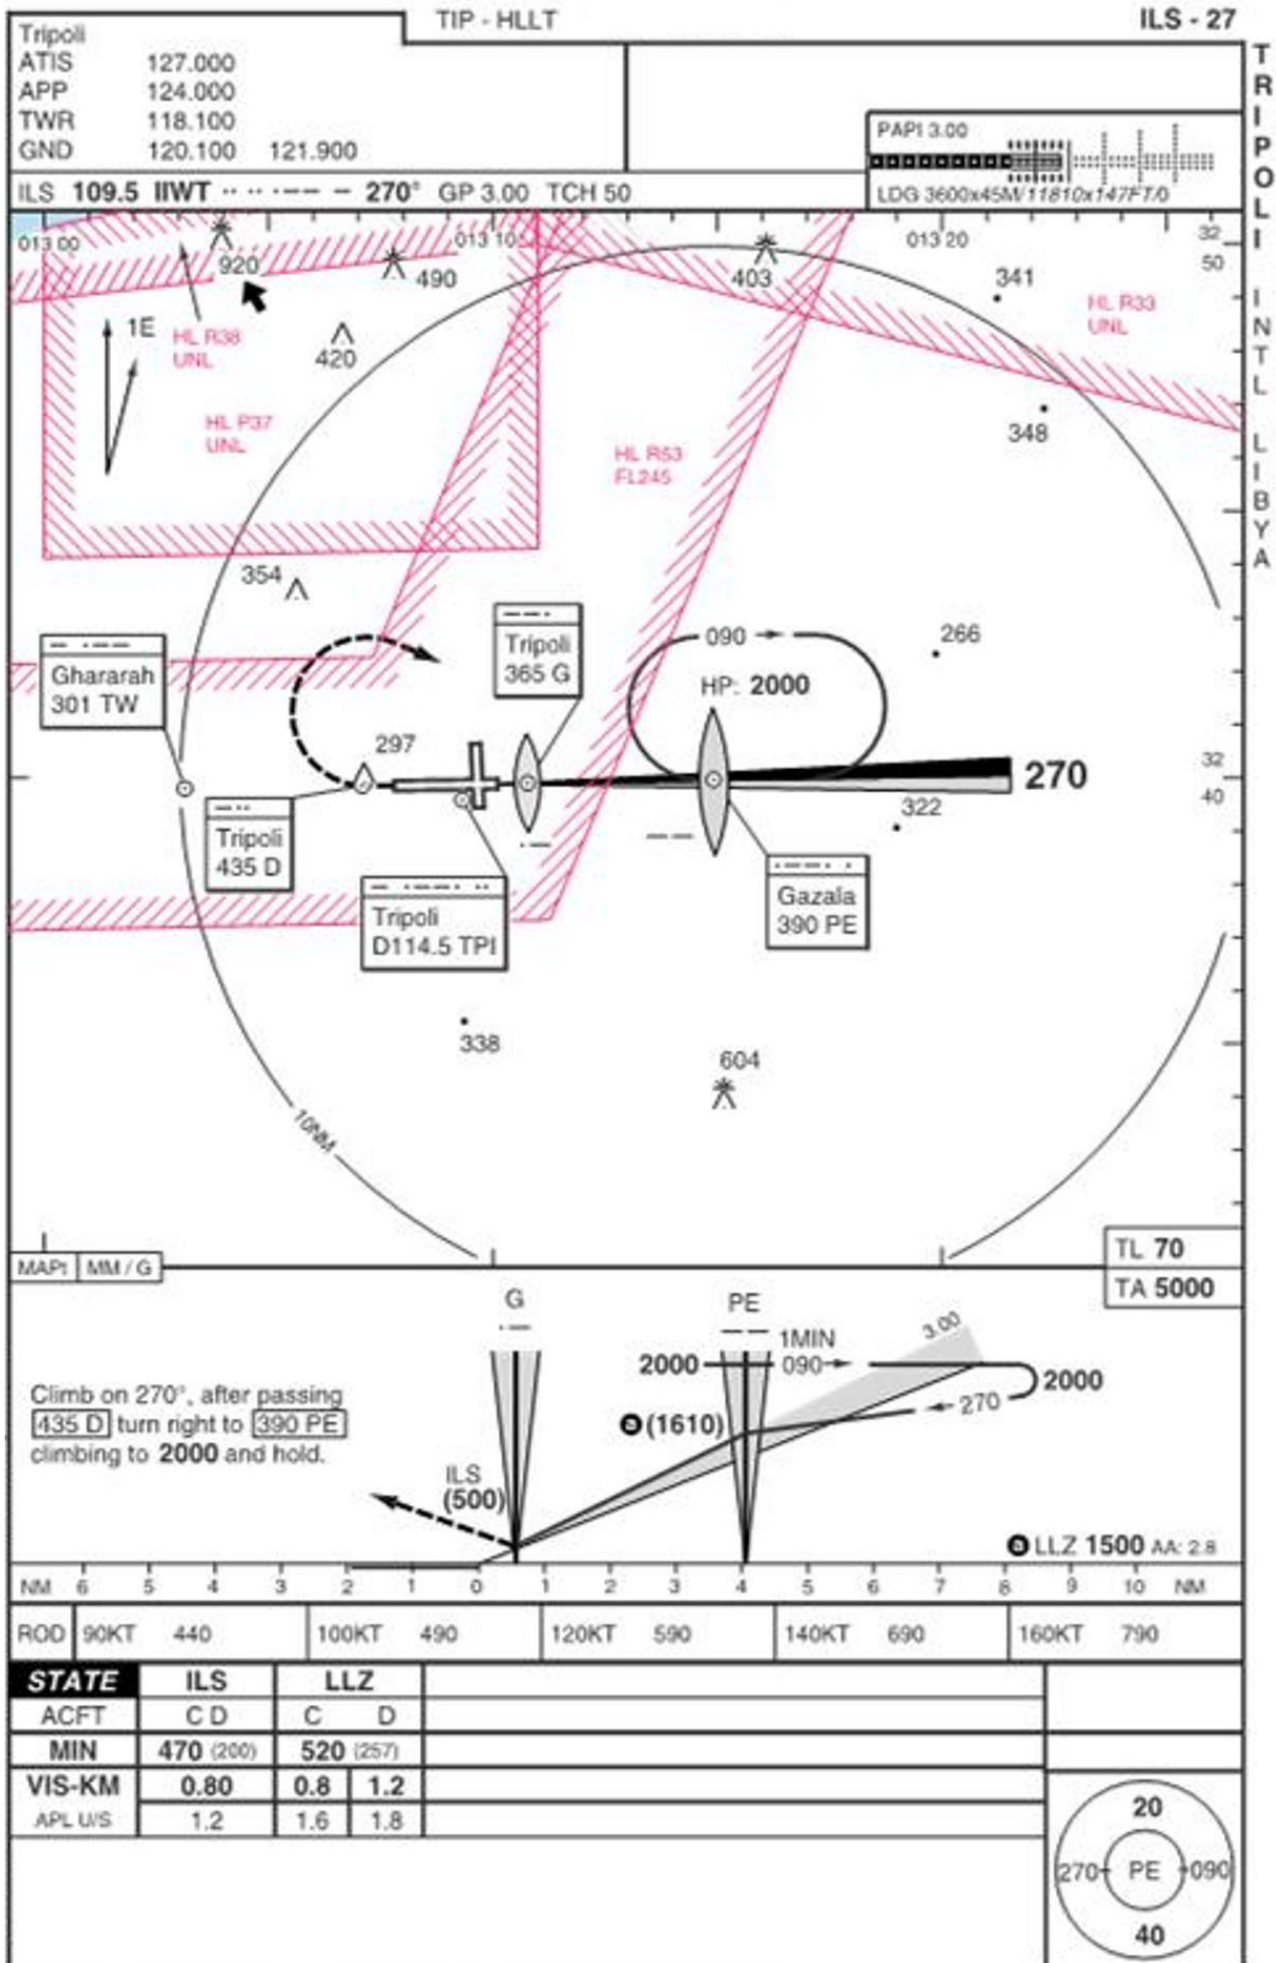 TIP - HLLT
ILS - 27
Tripoli
ATIS 127.000
APP 124.000
TWR 118.100
GND 120.100 121.900
PAPI 3.00
LDG 3600x45M/11810x147FT/0
ILS 109.5 IIWT 270° GP 3.00 TCH 50
TRIPOLI INTL LIBYA
013 00
013 10
013 20
32
50
920
490
403
341
1E
HL R38
UNL
HL R33
UNL
420
HL P37
UNL
348
HL R53
FL245
354
Ghararah
301 TW
Tripoli
365 G
090
266
HP: 2000
297
270
32
40
322
Tripoli
435 D
Tripoli
D114.5 TPI
Gazala
390 PE
338
604
10NM
TL 70
MAPt MM / G
TA 5000
G
PE
3.00
1MIN
2000 090
2000
270
Climb on 270°, after passing
435 D turn right to 390 PE
climbing to 2000 and hold.
a (1610)
ILS
(500)
a LLZ 1500 AA: 2.8
NM 6 5 4 3 2 1 0 1 2 3 4 5 6 7 8 9 10 NM
ROD 90KT 440 100KT 490 120KT 590 140KT 690 160KT 790
STATE ILS LLZ
ACFT C D C D
MIN 470 (200) 520 (257)
VIS-KM 0.80 0.8 1.2
APL U/S 1.2 1.6 1.8
20
270 PE 090
40